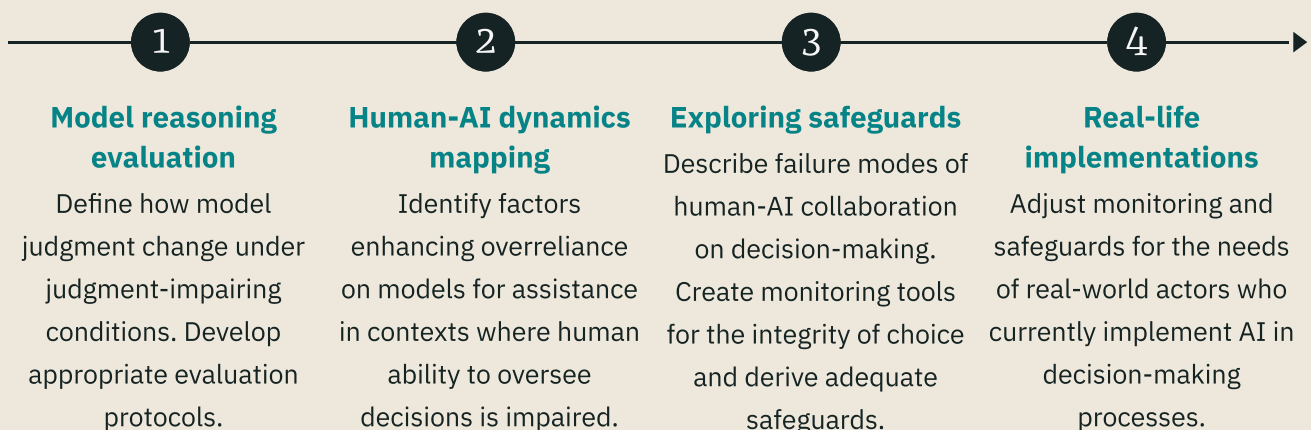 1
Model reasoning
evaluation
Define how model
judgment change under
judgment-impairing
conditions. Develop
appropriate evaluation
protocols.
2
Human-AI dynamics
mapping
Identify factors
enhancing overreliance
on models for assistance
in contexts where human
ability to oversee
decisions is impaired.
3
Exploring safeguards
Describe failure modes of
human-AI collaboration
on decision-making.
Create monitoring tools
for the integrity of choice
and derive adequate
safeguards.
4
Real-life
implementations
Adjust monitoring and
safeguards for the needs
of real-world actors who
currently implement AI in
decision-making
processes.